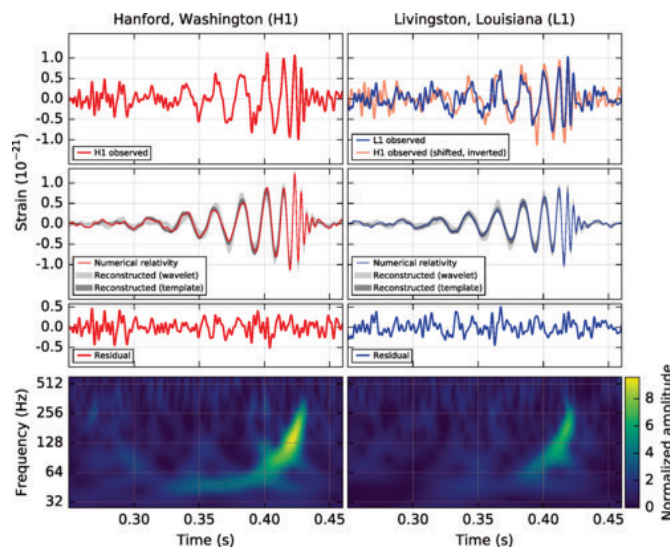 Hanford, Washington (H1)
Livingston, Louisiana (L1)
1.0
0.5
0.0
-0.5
-1.0
H1 observed
L1 observed
H1 observed (shifted, inverted)
Strain (10⁻²¹)
1.0
0.5
0.0
-0.5
-1.0
Numerical relativity
Reconstructed (wavelet)
Reconstructed (template)
Numerical relativity
Reconstructed (wavelet)
Reconstructed (template)
0.5
0.0
-0.5
Residual
Residual
Frequency (Hz)
512
256
128
64
32
0.30
0.35
0.40
0.45
Time (s)
0.30
0.35
0.40
0.45
Time (s)
8
6
4
2
0
Normalized amplitude